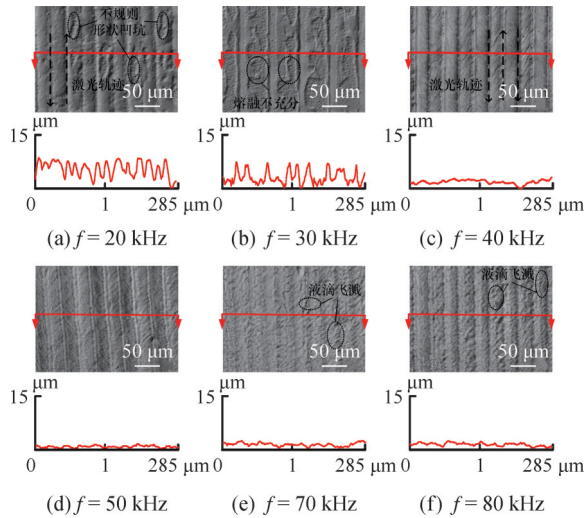 不规则
形状凹坑
激光轨迹
50 μm
熔融不充分
50 μm
激光轨迹
50 μm
μm
15
0
1
285 μm
μm
15
0
1
285 μm
μm
15
0
1
285 μm
(a) f = 20 kHz
(b) f = 30 kHz
(c) f = 40 kHz
50 μm
液滴飞溅
50 μm
液滴飞溅
50 μm
μm
15
0
1
285 μm
μm
15
0
1
285 μm
μm
15
0
1
285 μm
(d) f = 50 kHz
(e) f = 70 kHz
(f) f = 80 kHz